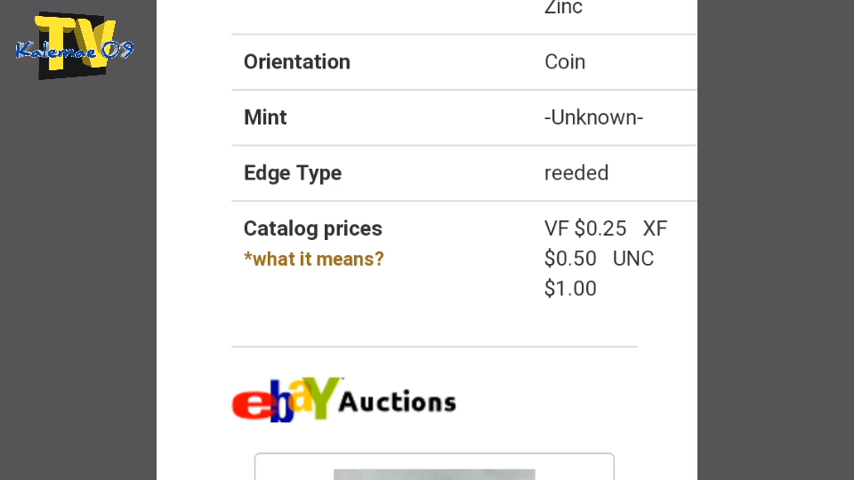 TV
Kalemae 09
Zinc
Orientation Coin
Mint -Unknown-
Edge Type reeded
Catalog prices VF $0.25 XF
*what it means? $0.50 UNC
$1.00
ebaY Auctions